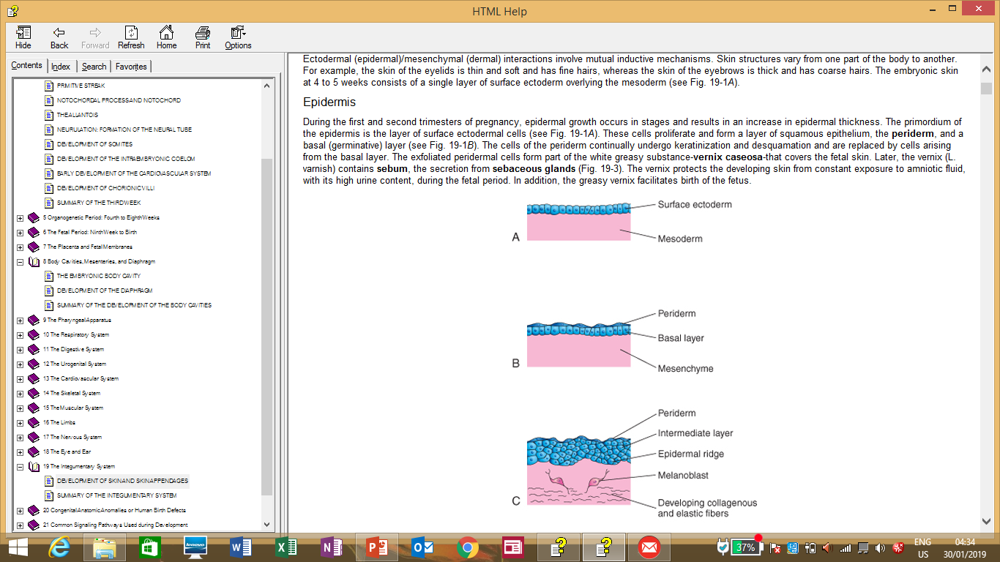 HTML Help
Hide Back Forward Refresh Home Print Options
Contents Index Search Favorites
PRIMITIVE STREAK
NOTOCHORDAL PROCESS AND NOTOCHORD
THE ALLANTOIS
NEURULATION: FORMATION OF THE NEURAL TUBE
DEVELOPMENT OF SOMITES
DEVELOPMENT OF THE INTRAEMBRYONIC COELOM
EARLY DEVELOPMENT OF THE CARDIOVASCULAR SYSTEM
DEVELOPMENT OF CHORIONIC VILLI
SUMMARY OF THE THIRD WEEK
5 Organogenetic Period: Fourth to Eighth Weeks
6 The Fetal Period: Ninth Week to Birth
7 The Placenta and Fetal Membranes
8 Body Cavities, Mesenteries, and Diaphragm
THE EMBRYONIC BODY CAVITY
DEVELOPMENT OF THE DIAPHRAGM
SUMMARY OF THE DEVELOPMENT OF THE BODY CAVITIES
9 The Pharyngeal Apparatus
10 The Respiratory System
11 The Digestive System
12 The Urogenital System
13 The Cardiovascular System
14 The Skeletal System
15 The Muscular System
16 The Limbs
17 The Nervous System
18 The Eye and Ear
19 The Integumentary System
DEVELOPMENT OF SKIN AND SKIN APPENDAGES
SUMMARY OF THE INTEGUMENTARY SYSTEM
20 Congenital Anatomic Anomalies or Human Birth Defects
21 Common Signaling Pathways Used during Development
Ectodermal (epidermal)/mesenchymal (dermal) interactions involve mutual inductive mechanisms. Skin structures vary from one part of the body to another.
For example, the skin of the eyelids is thin and soft and has fine hairs, whereas the skin of the eyebrows is thick and has coarse hairs. The embryonic skin
at 4 to 5 weeks consists of a single layer of surface ectoderm overlying the mesoderm (see Fig. 19-1A).
Epidermis
During the first and second trimesters of pregnancy, epidermal growth occurs in stages and results in an increase in epidermal thickness. The primordium of
the epidermis is the layer of surface ectodermal cells (see Fig. 19-1A). These cells proliferate and form a layer of squamous epithelium, the periderm, and a
basal (germinative) layer (see Fig. 19-1B). The cells of the periderm continually undergo keratinization and desquamation and are replaced by cells arising
from the basal layer. The exfoliated peridermal cells form part of the white greasy substance-vernix caseosa-that covers the fetal skin. Later, the vernix (L.
varnish) contains sebum, the secretion from sebaceous glands (Fig. 19-3). The vernix protects the developing skin from constant exposure to amniotic fluid,
with its high urine content, during the fetal period. In addition, the greasy vernix facilitates birth of the fetus.
Surface ectoderm
A
Mesoderm
Periderm
Basal layer
B
Mesenchyme
Periderm
Intermediate layer
Epidermal ridge
Melanoblast
C
Developing collagenous
and elastic fibers
lenovo
37%
ENG
US
04:34
30/01/2019